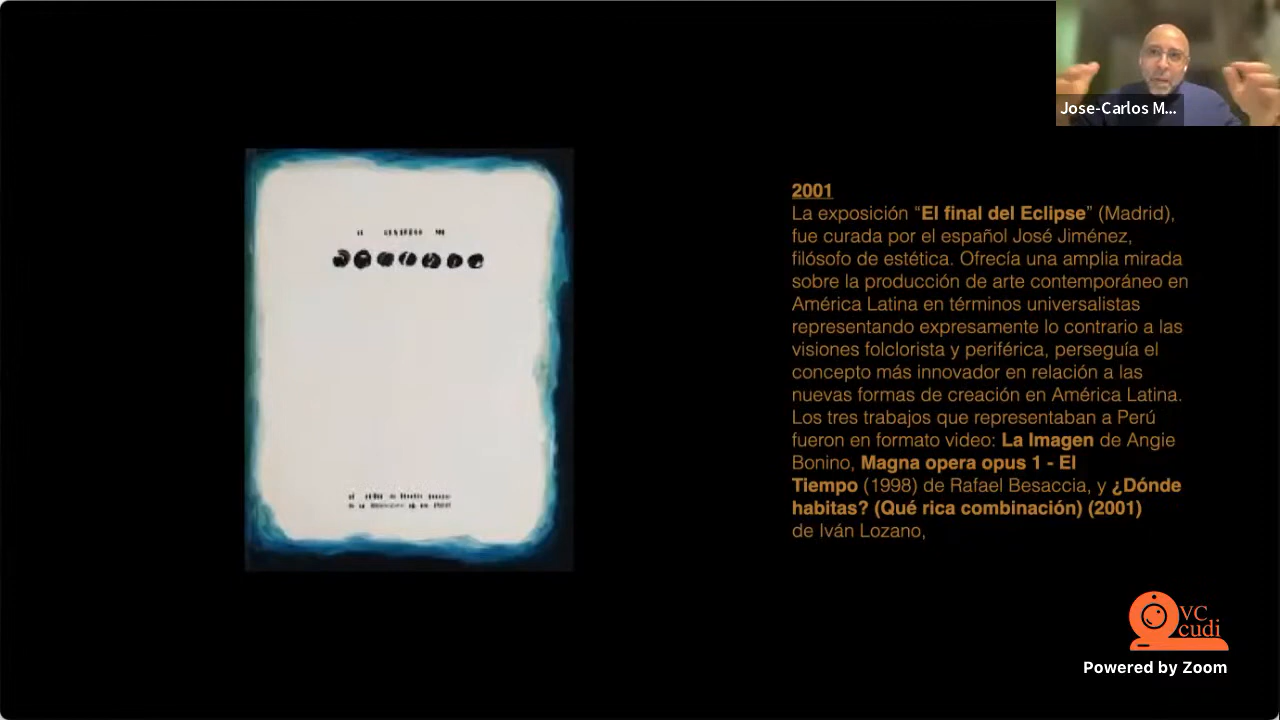 Jose-Carlos M...
2001
La exposición “El final del Eclipse” (Madrid),
fue curada por el español José Jiménez,
filósofo de estética. Ofrecía una amplia mirada
sobre la producción de arte contemporáneo en
América Latina en términos universalistas
representando expresamente lo contrario a las
visiones folclorista y periférica, perseguía el
concepto más innovador en relación a las
nuevas formas de creación en América Latina.
Los tres trabajos que representaban a Perú
fueron en formato video: La Imagen de Angie
Bonino, Magna opera opus 1 - El
Tiempo (1998) de Rafael Besaccia, y ¿Dónde
habitas? (Qué rica combinación) (2001)
de Iván Lozano,
VC
cudi
Powered by Zoom